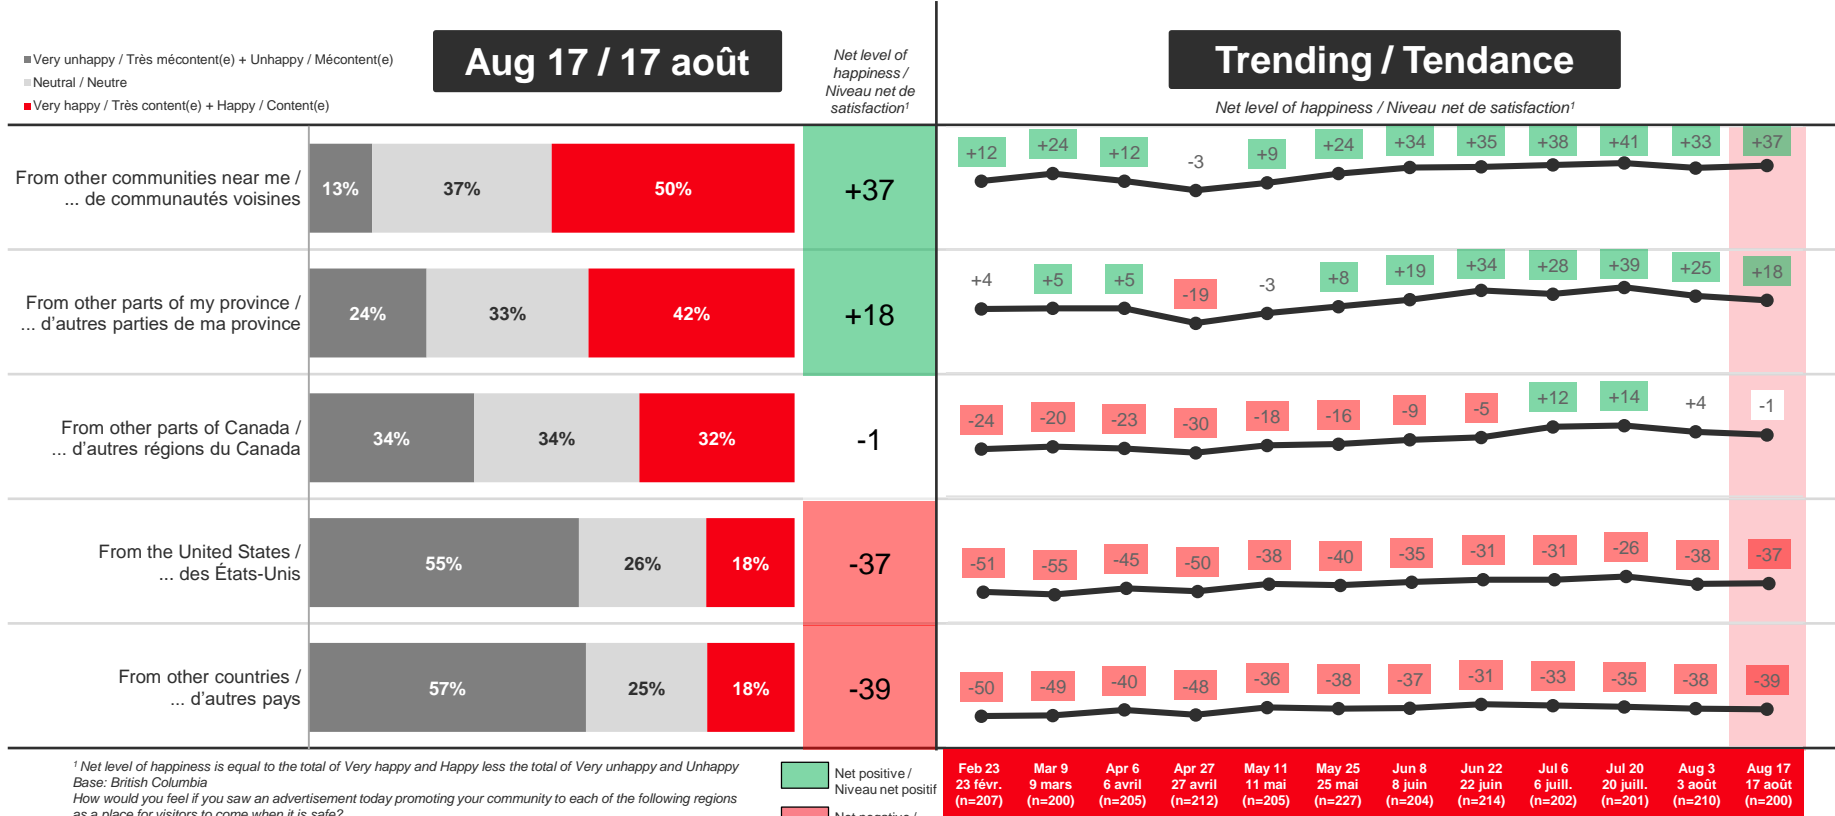 Very unhappy / Très mécontent(e) + Unhappy / Mécontent(e)
Neutral / Neutre
Very happy / Très content(e) + Happy / Content(e)
Aug 17 / 17 août
Net level of
happiness /
Niveau net de
satisfaction¹
Trending / Tendance
Net level of happiness / Niveau net de satisfaction¹
From other communities near me /
... de communautés voisines
13% 37% 50%
+37
+12 +24 +12 -3 +9 +24 +34 +35 +38 +41 +33 +37
From other parts of my province /
... d'autres parties de ma province
24% 33% 42%
+18
+4 +5 +5 -19 -3 +8 +19 +34 +28 +39 +25 +18
From other parts of Canada /
... d'autres régions du Canada
34% 34% 32%
-1
-24 -20 -23 -30 -18 -16 -9 -5 +12 +14 +4 -1
From the United States /
... des États-Unis
55% 26% 18%
-37
-51 -55 -45 -50 -38 -40 -35 -31 -31 -26 -38 -37
From other countries /
... d'autres pays
57% 25% 18%
-39
-50 -49 -40 -48 -36 -38 -37 -31 -33 -35 -38 -39
¹ Net level of happiness is equal to the total of Very happy and Happy less the total of Very unhappy and Unhappy
Base: British Columbia
How would you feel if you saw an advertisement today promoting your community to each of the following regions
as a place for visitors to come when it is safe?
Net positive /
Niveau net positif
Net negative /
Feb 23 Mar 9 Apr 6 Apr 27 May 11 May 25 Jun 8 Jun 22 Jul 6 Jul 20 Aug 3 Aug 17
23 févr. 9 mars 6 avril 27 avril 11 mai 25 mai 8 juin 22 juin 6 juill. 20 juill. 3 août 17 août
(n=207) (n=200) (n=205) (n=212) (n=205) (n=227) (n=204) (n=214) (n=202) (n=201) (n=210) (n=200)